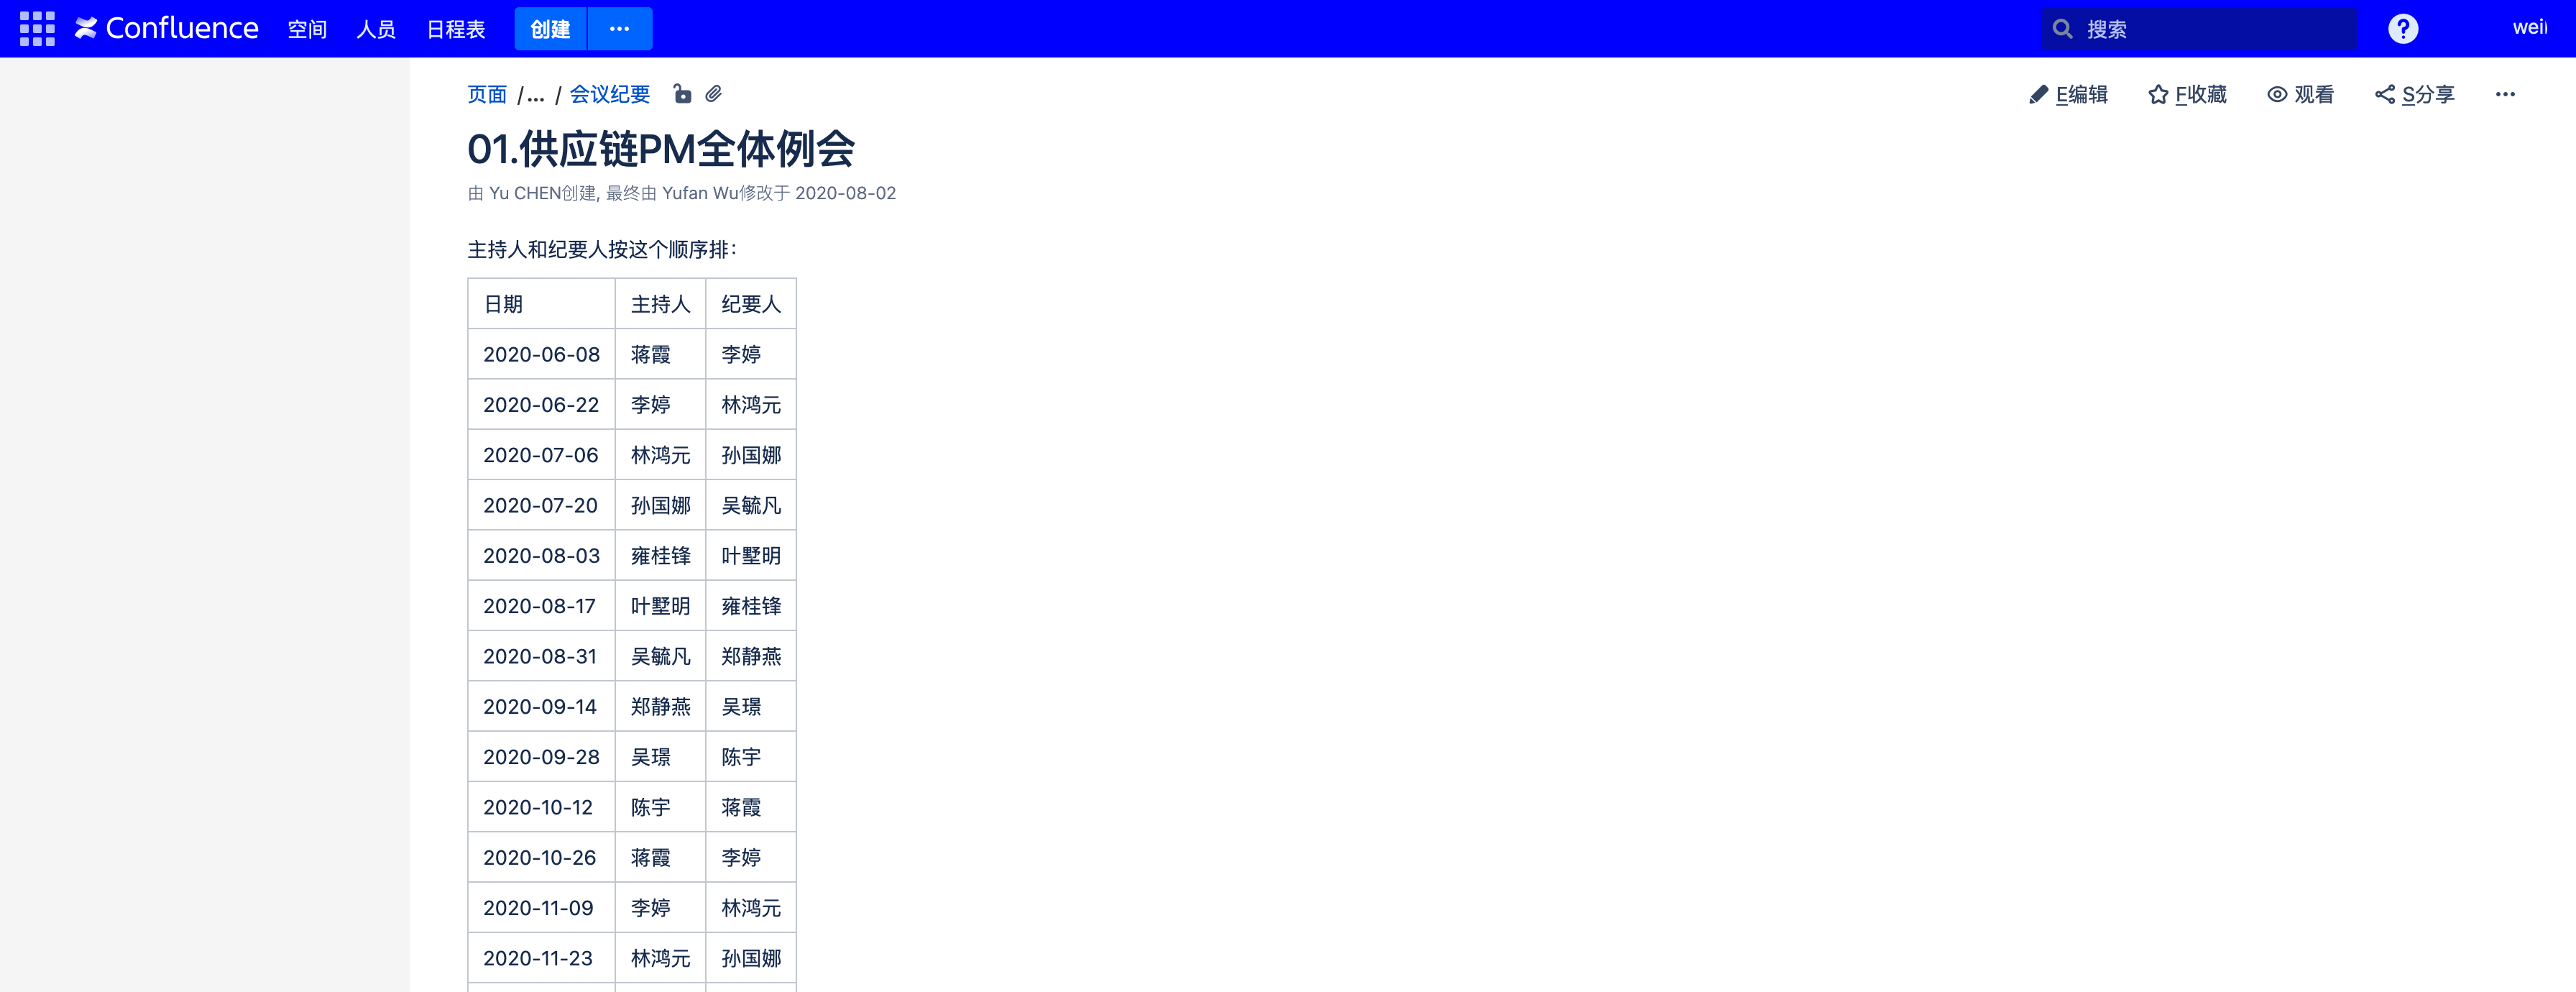 Confluence 空间 人员 日程表 创建 ··· 搜索 ? weil
页面 /... / 会议纪要 E编辑 F收藏 观看 S分享 ···
01.供应链PM全体例会
由 Yu CHEN创建, 最终由 Yufan Wu修改于 2020-08-02
主持人和纪要人按这个顺序排：
日期 主持人 纪要人
2020-06-08 蒋霞 李婷
2020-06-22 李婷 林鸿元
2020-07-06 林鸿元 孙国娜
2020-07-20 孙国娜 吴毓凡
2020-08-03 雍桂锋 叶墅明
2020-08-17 叶墅明 雍桂锋
2020-08-31 吴毓凡 郑静燕
2020-09-14 郑静燕 吴璟
2020-09-28 吴璟 陈宇
2020-10-12 陈宇 蒋霞
2020-10-26 蒋霞 李婷
2020-11-09 李婷 林鸿元
2020-11-23 林鸿元 孙国娜